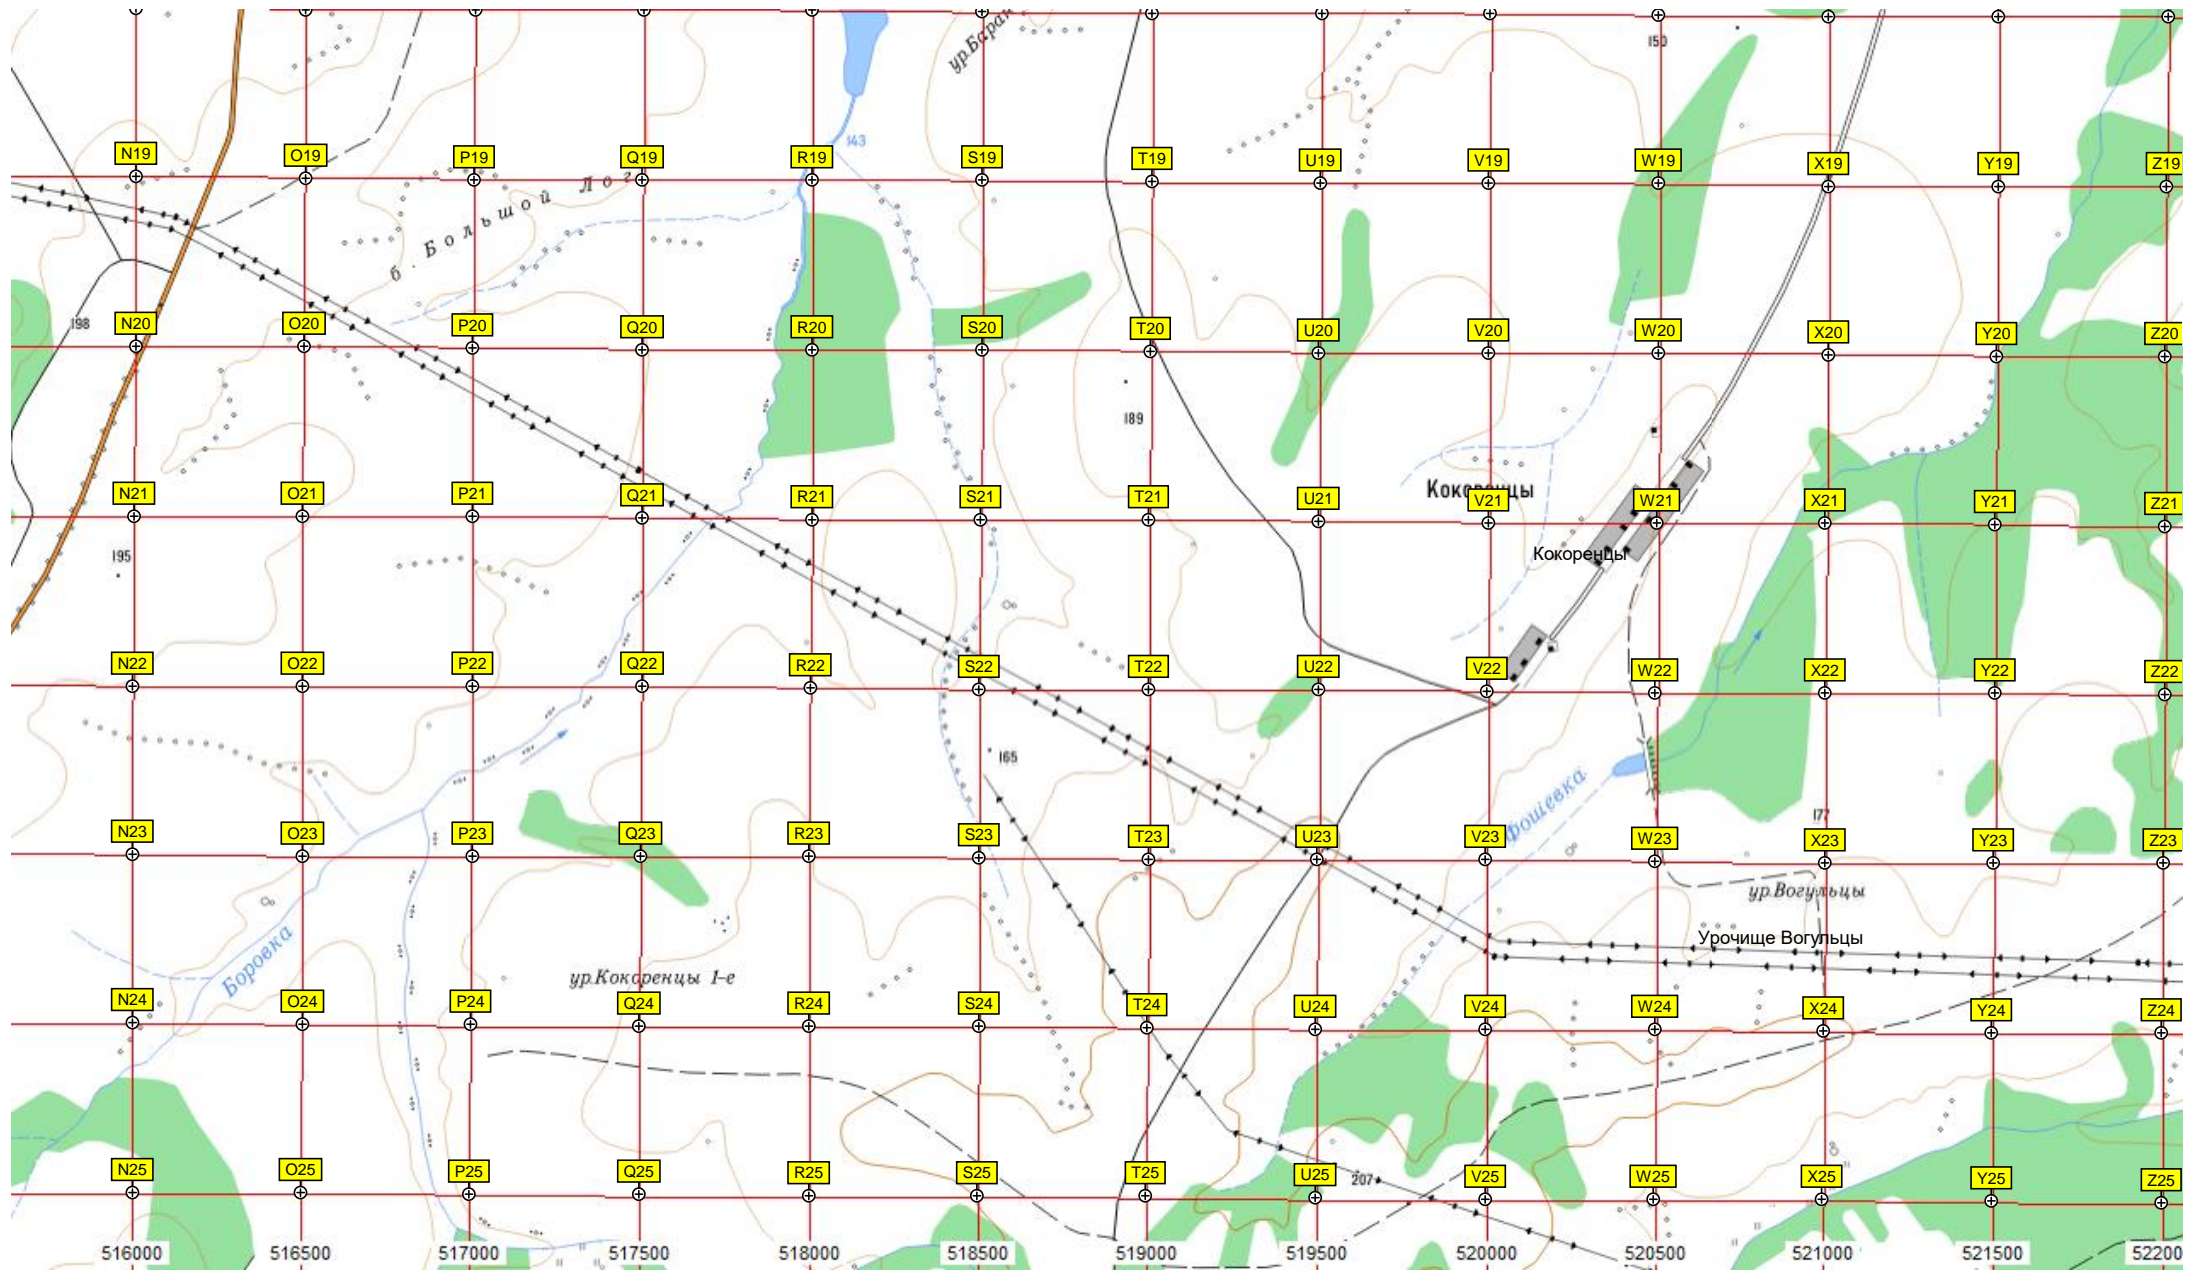 ур.Барак
150
143
N19 O19 P19 Q19 R19 S19 T19 U19 V19 W19 X19 Y19 Z19
б. Большой Лог
198
N20 O20 P20 Q20 R20 S20 T20 U20 V20 W20 X20 Y20 Z20
189
Кокоренцы
N21 O21 P21 Q21 R21 S21 T21 U21 V21 W21 X21 Y21 Z21
195
Кокоренцы
N22 O22 P22 Q22 R22 S22 T22 U22 V22 W22 X22 Y22 Z22
165
фошевка
177
N23 O23 P23 Q23 R23 S23 T23 U23 V23 W23 X23 Y23 Z23
ур.Вогульцы
Урочище Вогульцы
Боровка
ур.Кокоренцы 1-е
N24 O24 P24 Q24 R24 S24 T24 U24 V24 W24 X24 Y24 Z24
N25 O25 P25 Q25 R25 S25 T25 U25 V25 W25 X25 Y25 Z25
207
516000 516500 517000 517500 518000 518500 519000 519500 520000 520500 521000 521500 52200